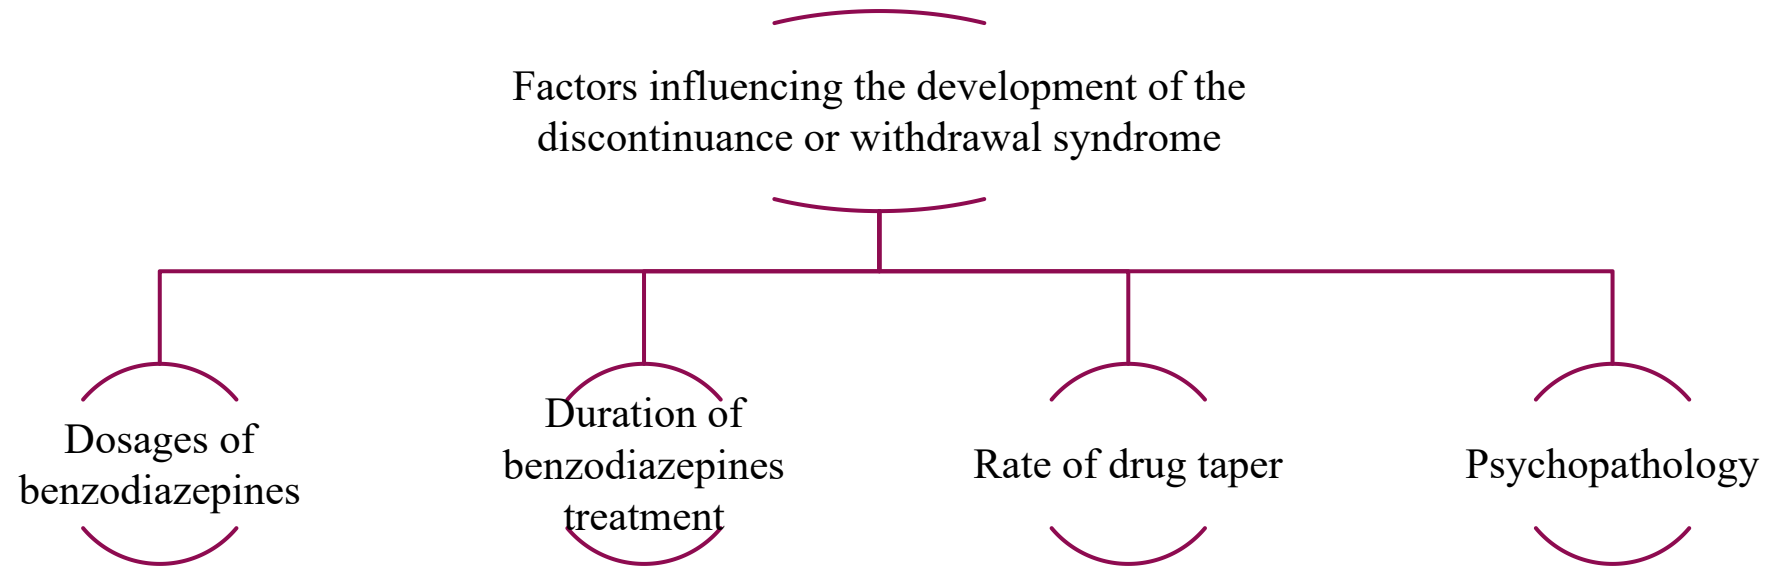 Factors influencing the development of the
discontinuance or withdrawal syndrome
Dosages of
benzodiazepines
Duration of
benzodiazepines
treatment
Rate of drug taper
Psychopathology